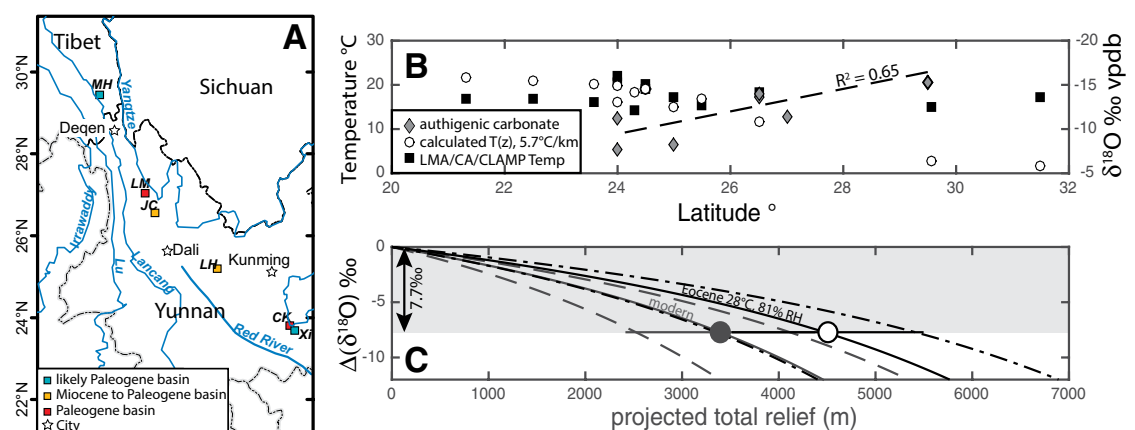 A
Tibet
30°N
Sichuan
MH
Yangtze
Deqen
28°N
LM
JC
Irrawaddy
26°N
Dali
Kunming
LH
Lu
Lancang
Yunnan
24°N
CK
Xi
Red River
22°N
likely Paleogene basin
Miocene to Paleogene basin
Paleogene basin
City
B
30
20
10
0
Temperature °C
-20
-15
-10
-5
δ¹⁸O ‰ vpdb
R² = 0.65
authigenic carbonate
calculated T(z), 5.7°C/km
LMA/CA/CLAMP Temp
20 22 24 26 28 30 32
Latitude °
0
-5
-10
Δ(δ¹⁸O) ‰
7.7‰
Eocene 28°C, 81% RH
modern
C
0 1000 2000 3000 4000 5000 6000 7000
projected total relief (m)